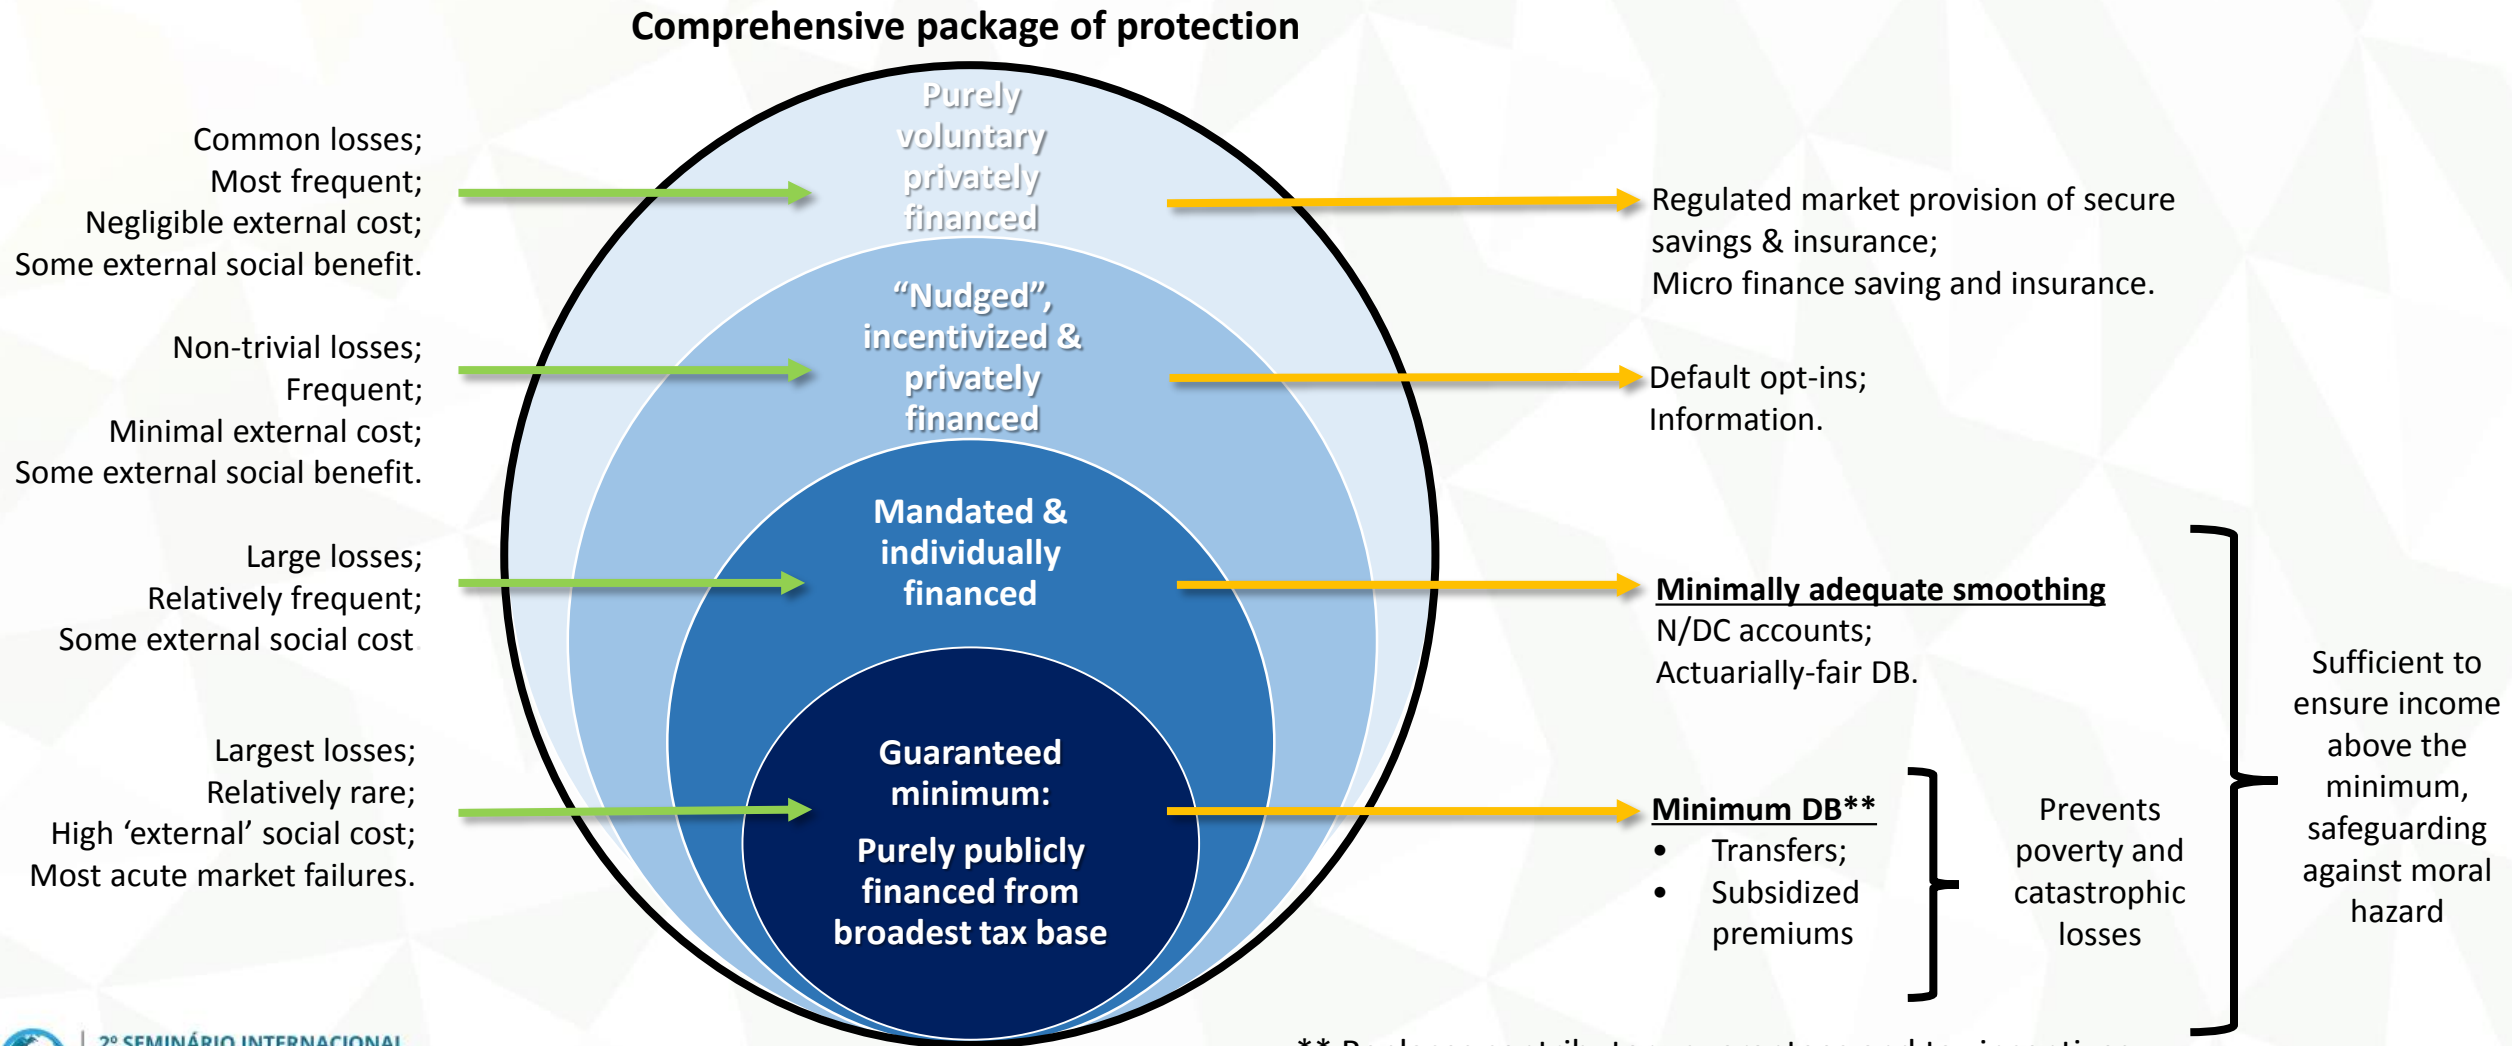 Comprehensive package of protection
Common losses;
Most frequent;
Negligible external cost;
Some external social benefit.
Non-trivial losses;
Frequent;
Minimal external cost;
Some external social benefit.
Large losses;
Relatively frequent;
Some external social cost.
Largest losses;
Relatively rare;
High ‘external’ social cost;
Most acute market failures.
Purely
voluntary
privately
financed
“Nudged”,
incentivized &
privately
financed
Mandated &
individually
financed
Guaranteed
minimum:
Purely publicly
financed from
broadest tax base
Regulated market provision of secure
savings & insurance;
Micro finance saving and insurance.
Default opt-ins;
Information.
Minimally adequate smoothing
N/DC accounts;
Actuarially-fair DB.
Minimum DB**
• Transfers;
• Subsidized
premiums
Prevents
poverty and
catastrophic
losses
Sufficient to
ensure income
above the
minimum,
safeguarding
against moral
hazard
2º SEMINÁRIO INTERNACIONAL